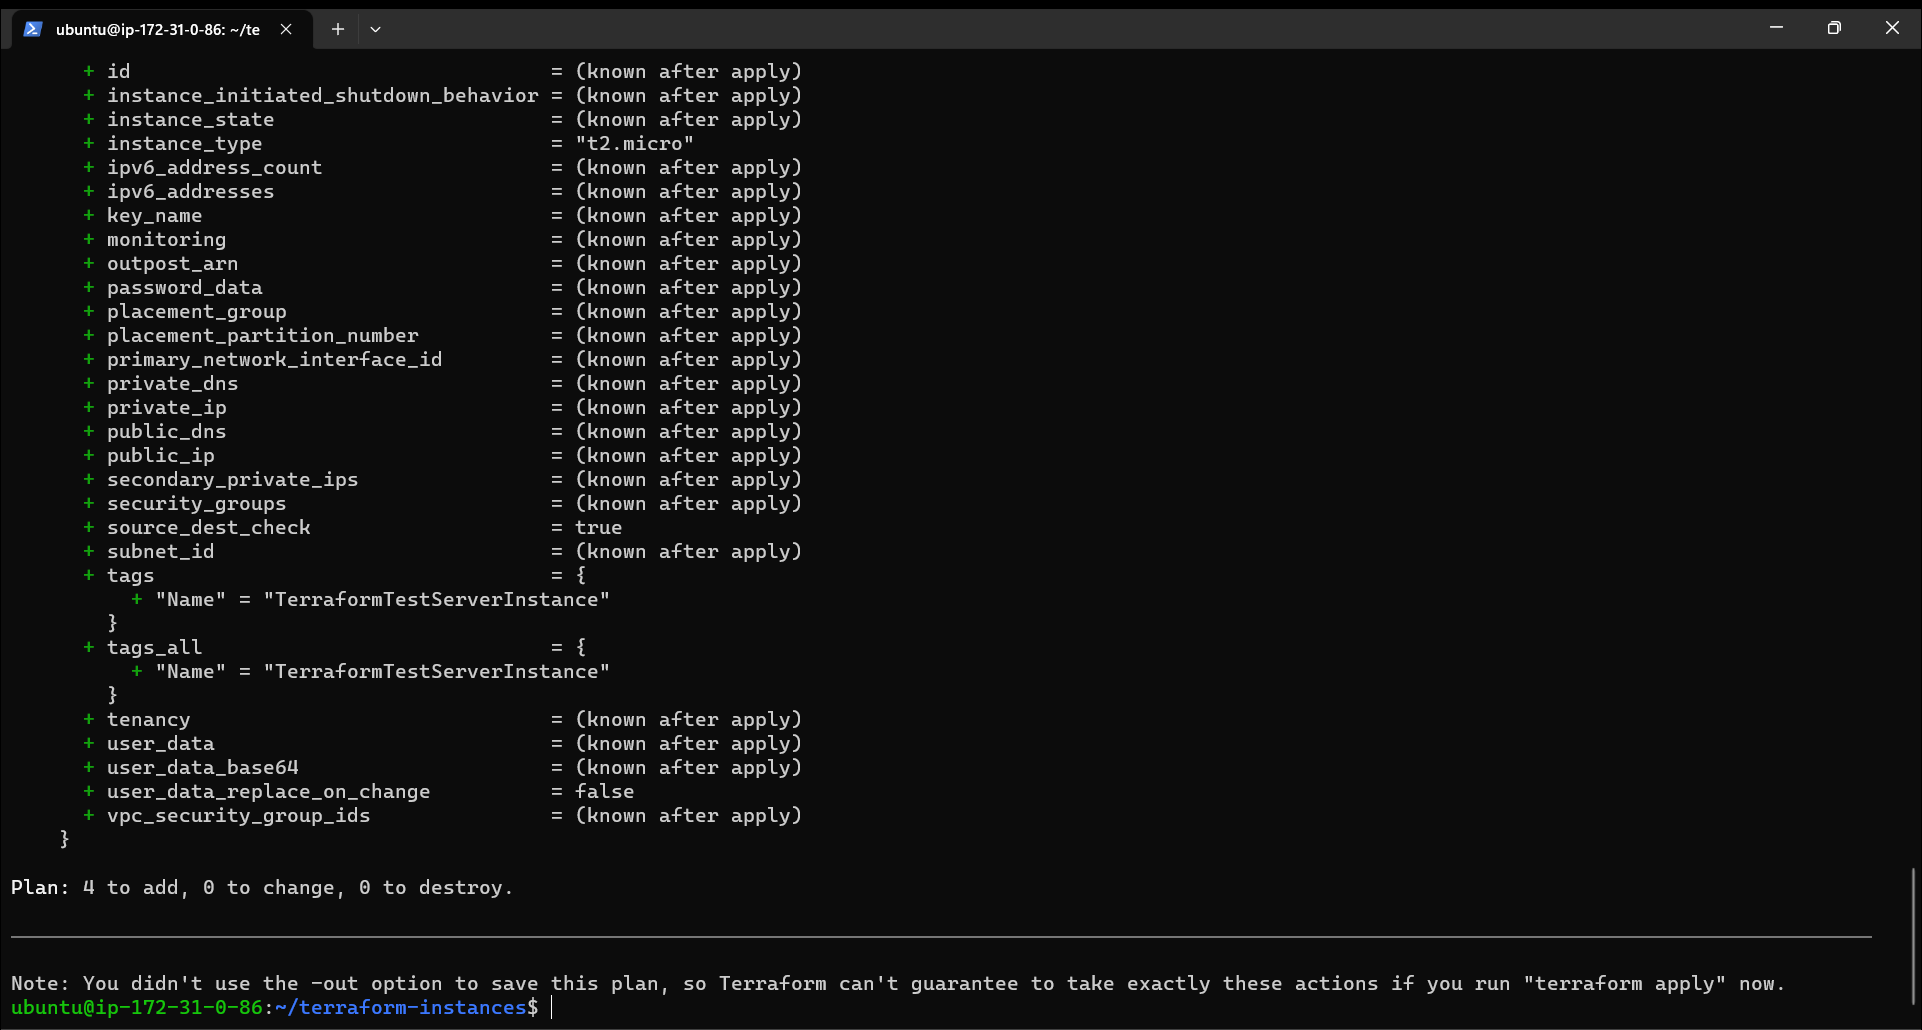 ubuntu@ip-172-31-0-86: ~/te
+ id = (known after apply)
+ instance_initiated_shutdown_behavior = (known after apply)
+ instance_state = (known after apply)
+ instance_type = "t2.micro"
+ ipv6_address_count = (known after apply)
+ ipv6_addresses = (known after apply)
+ key_name = (known after apply)
+ monitoring = (known after apply)
+ outpost_arn = (known after apply)
+ password_data = (known after apply)
+ placement_group = (known after apply)
+ placement_partition_number = (known after apply)
+ primary_network_interface_id = (known after apply)
+ private_dns = (known after apply)
+ private_ip = (known after apply)
+ public_dns = (known after apply)
+ public_ip = (known after apply)
+ secondary_private_ips = (known after apply)
+ security_groups = (known after apply)
+ source_dest_check = true
+ subnet_id = (known after apply)
+ tags = {
+ "Name" = "TerraformTestServerInstance"
}
+ tags_all = {
+ "Name" = "TerraformTestServerInstance"
}
+ tenancy = (known after apply)
+ user_data = (known after apply)
+ user_data_base64 = (known after apply)
+ user_data_replace_on_change = false
+ vpc_security_group_ids = (known after apply)
}
Plan: 4 to add, 0 to change, 0 to destroy.
Note: You didn't use the -out option to save this plan, so Terraform can't guarantee to take exactly these actions if you run "terraform apply" now.
ubuntu@ip-172-31-0-86:~/terraform-instances$